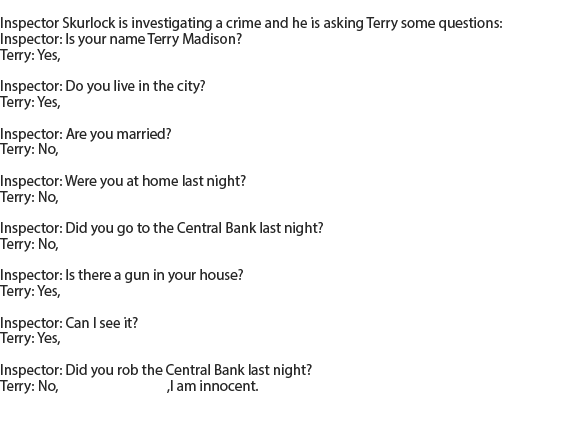 Inspector Skurlock is investigating a crime and he is asking Terry some questions:
Inspector: Is your name Terry Madison?
Terry: Yes,
Inspector: Do you live in the city?
Terry: Yes,
Inspector: Are you married?
Terry: No,
Inspector: Were you at home last night?
Terry: No,
Inspector: Did you go to the Central Bank last night?
Terry: No,
Inspector: Is there a gun in your house?
Terry: Yes,
Inspector: Can I see it?
Terry: Yes,
Inspector: Did you rob the Central Bank last night?
Terry: No, ,I am innocent.